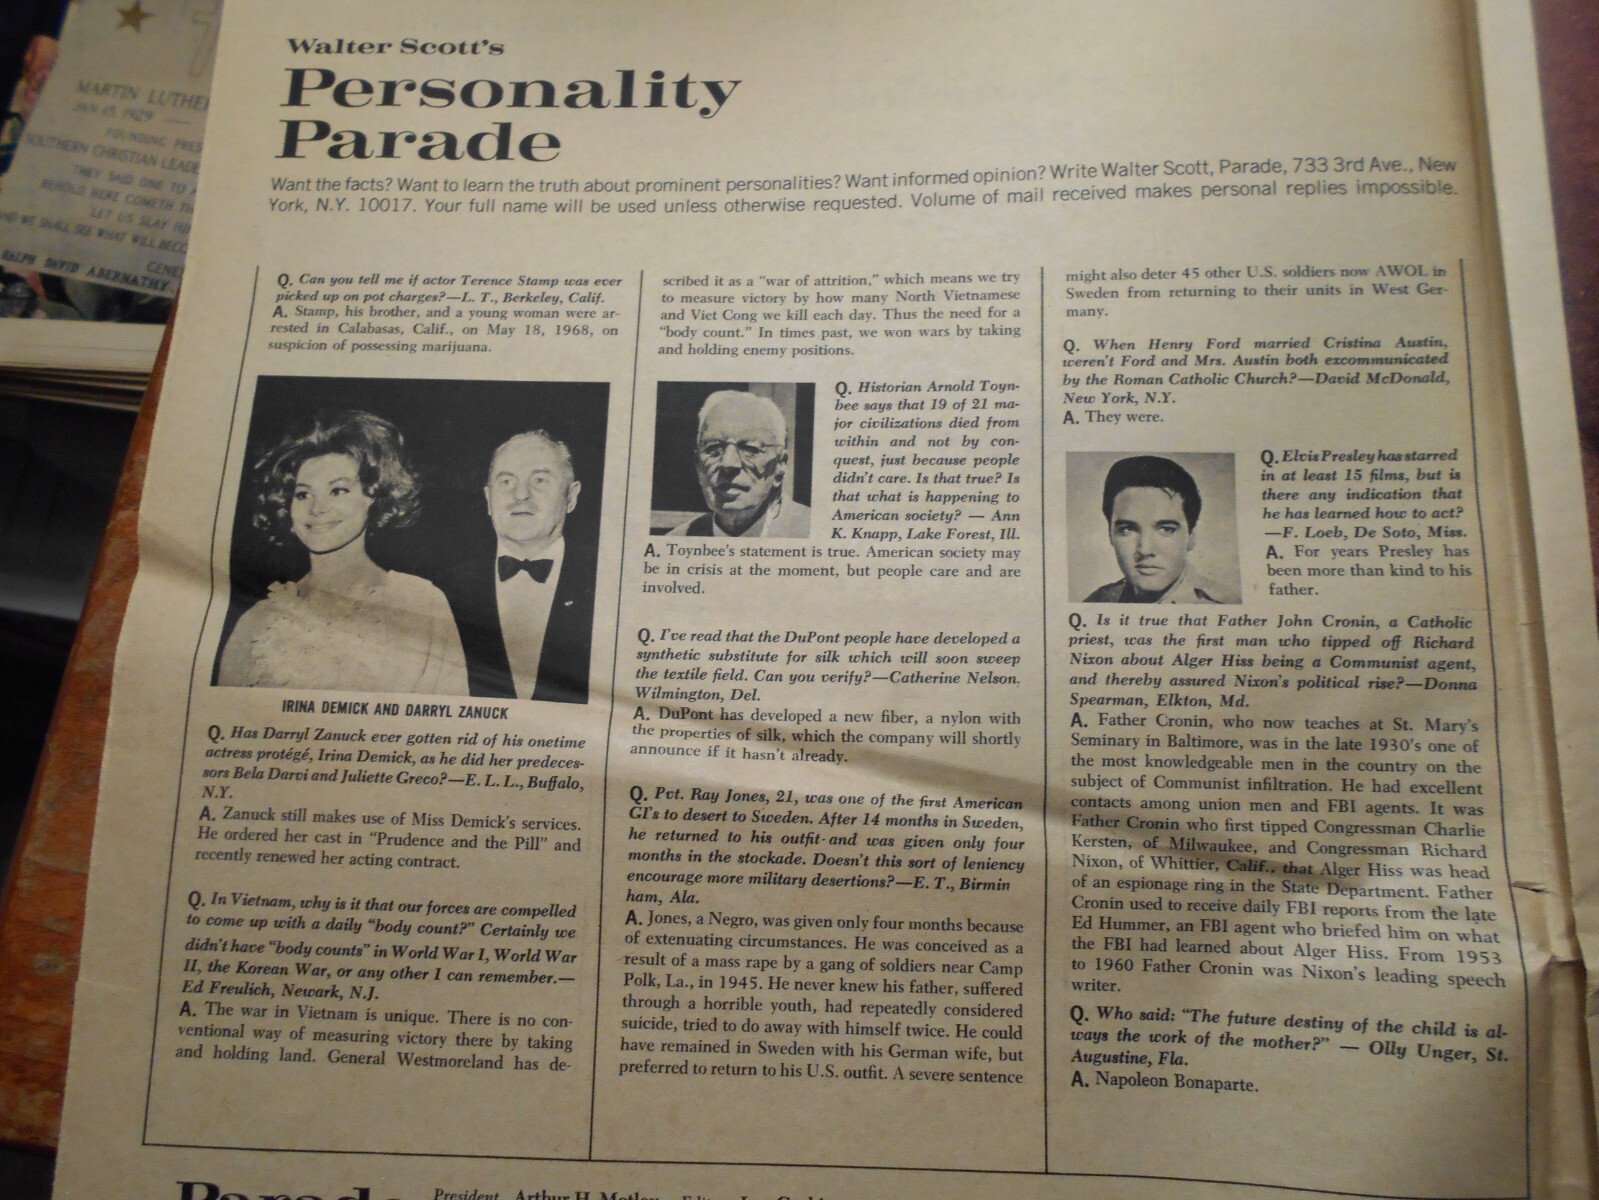 MARTIN LUTHE
JAN. 15, 1929 —
FOUNDING PRES
SOUTHERN CHRISTIAN LEADE
THEY SAID ONE TO A
BEHOLD HERE COMETH TH
LET US SLAY HI
AND WE SHALL SEE WHAT WILL BECO
RALPH DAVID ABERNATHY,
Walter Scott's
Personality
Parade
Want the facts? Want to learn the truth about prominent personalities? Want informed opinion? Write Walter Scott, Parade, 733 3rd Ave., New
York, N.Y. 10017. Your full name will be used unless otherwise requested. Volume of mail received makes personal replies impossible.
Q. Can you tell me if actor Terence Stamp was ever
picked up on pot charges?—L. T., Berkeley, Calif.
A. Stamp, his brother, and a young woman were ar-
rested in Calabasas, Calif., on May 18, 1968, on
suspicion of possessing marijuana.
IRINA DEMICK AND DARRYL ZANUCK
Q. Has Darryl Zanuck ever gotten rid of his onetime
actress protégé, Irina Demick, as he did her predeces-
sors Bela Darvi and Juliette Greco?—E. L. L., Buffalo,
N.Y.
A. Zanuck still makes use of Miss Demick's services.
He ordered her cast in "Prudence and the Pill" and
recently renewed her acting contract.
Q. In Vietnam, why is it that our forces are compelled
to come up with a daily "body count?" Certainly we
didn't have "body counts" in World War I, World War
II, the Korean War, or any other I can remember.—
Ed Freulich, Newark, N.J.
A. The war in Vietnam is unique. There is no con-
ventional way of measuring victory there by taking
and holding land. General Westmoreland has de-
scribed it as a "war of attrition," which means we try
to measure victory by how many North Vietnamese
and Viet Cong we kill each day. Thus the need for a
"body count." In times past, we won wars by taking
and holding enemy positions.
Q. Historian Arnold Toyn-
bee says that 19 of 21 ma-
jor civilizations died from
within and not by con-
quest, just because people
didn't care. Is that true? Is
that what is happening to
American society? — Ann
K. Knapp, Lake Forest, Ill.
A. Toynbee's statement is true. American society may
be in crisis at the moment, but people care and are
involved.
Q. I've read that the DuPont people have developed a
synthetic substitute for silk which will soon sweep
the textile field. Can you verify?—Catherine Nelson.
Wilmington, Del.
A. DuPont has developed a new fiber, a nylon with
the properties of silk, which the company will shortly
announce if it hasn't already.
Q. Pvt. Ray Jones, 21, was one of the first American
GI's to desert to Sweden. After 14 months in Sweden,
he returned to his outfit and was given only four
months in the stockade. Doesn't this sort of leniency
encourage more military desertions?—E. T., Birmin
ham, Ala.
A. Jones, a Negro, was given only four months because
of extenuating circumstances. He was conceived as a
result of a mass rape by a gang of soldiers near Camp
Polk, La., in 1945. He never knew his father, suffered
through a horrible youth, had repeatedly considered
suicide, tried to do away with himself twice. He could
have remained in Sweden with his German wife, but
preferred to return to his U.S. outfit. A severe sentence
might also deter 45 other U.S. soldiers now AWOL in
Sweden from returning to their units in West Ger-
many.
Q. When Henry Ford married Cristina Austin,
weren't Ford and Mrs. Austin both excommunicated
by the Roman Catholic Church?—David McDonald,
New York, N.Y.
A. They were.
Q. Elvis Presley has starred
in at least 15 films, but is
there any indication that
he has learned how to act?
—F. Loeb, De Soto, Miss.
A. For years Presley has
been more than kind to his
father.
Q. Is it true that Father John Cronin, a Catholic
priest, was the first man who tipped off Richard
Nixon about Alger Hiss being a Communist agent,
and thereby assured Nixon's political rise?—Donna
Spearman, Elkton, Md.
A. Father Cronin, who now teaches at St. Mary's
Seminary in Baltimore, was in the late 1930's one of
the most knowledgeable men in the country on the
subject of Communist infiltration. He had excellent
contacts among union men and FBI agents. It was
Father Cronin who first tipped Congressman Charlie
Kersten, of Milwaukee, and Congressman Richard
Nixon, of Whittier, Calif., that Alger Hiss was head
of an espionage ring in the State Department. Father
Cronin used to receive daily FBI reports from the late
Ed Hummer, an FBI agent who briefed him on what
the FBI had learned about Alger Hiss. From 1953
to 1960 Father Cronin was Nixon's leading speech
writer.
Q. Who said: "The future destiny of the child is al-
ways the work of the mother?" — Olly Unger, St.
Augustine, Fla.
A. Napoleon Bonaparte.
Parade
President Arthur H. Motley